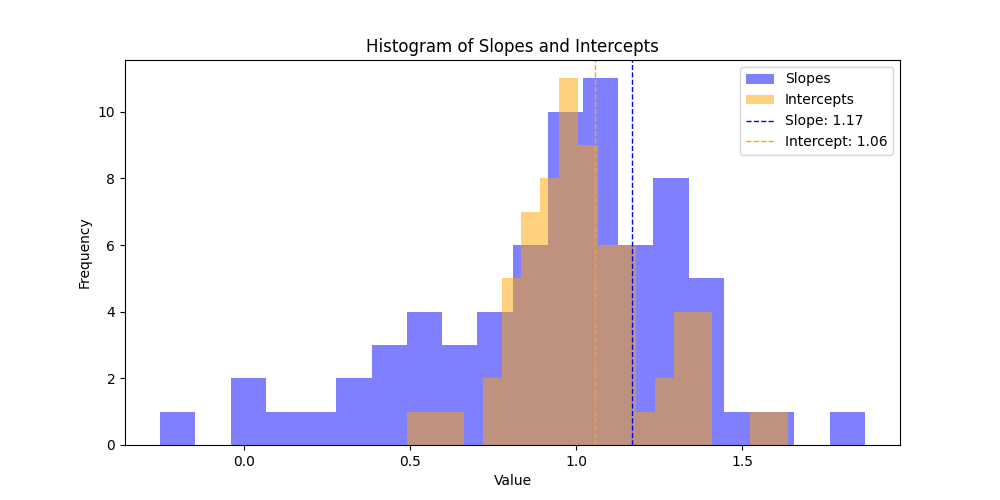 Histogram of Slopes and Intercepts
Slopes
Intercepts
Slope: 1.17
Intercept: 1.06
Frequency
10
8
6
4
2
0
0.0 0.5 1.0 1.5
Value